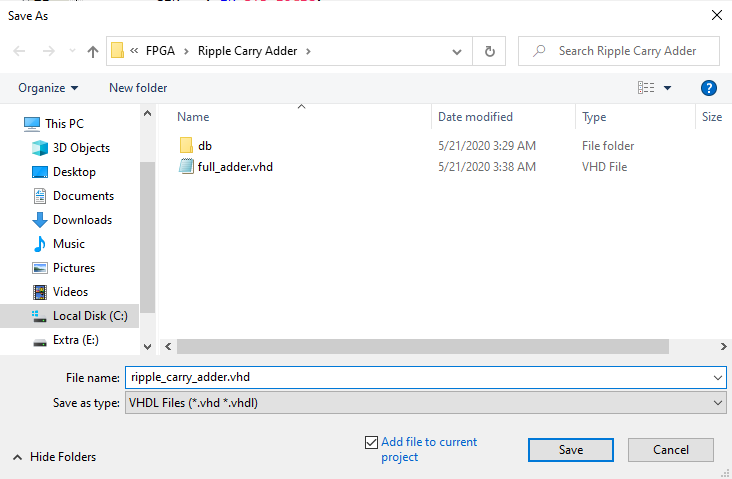 Save As
« FPGA > Ripple Carry Adder >
Search Ripple Carry Adder
Organize
New folder
?
Name Date modified Type Size
This PC
3D Objects
Desktop
Documents
Downloads
Music
Pictures
Videos
Local Disk (C:)
Extra (E:)
db 5/21/2020 3:29 AM File folder
full_adder.vhd 5/21/2020 3:38 AM VHD File
File name: ripple_carry_adder.vhd
Save as type: VHDL Files (*.vhd *.vhdl)
Hide Folders
Add file to current
project
Save
Cancel